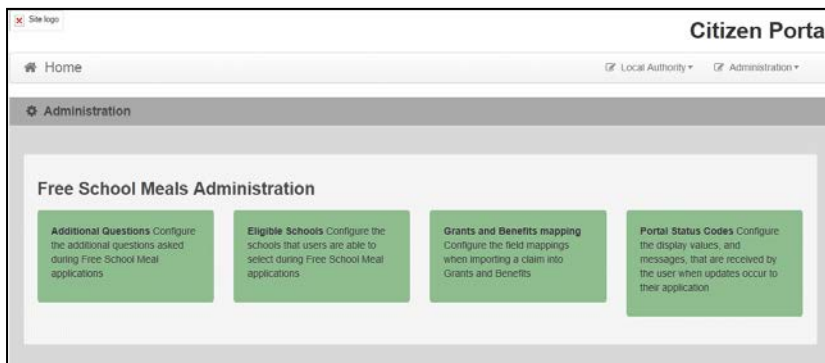 Site logo
Citizen Porta
Home
Local Authority
Administration
Administration
Free School Meals Administration
Additional Questions Configure
the additional questions asked
during Free School Meal
applications
Eligible Schools Configure the
schools that users are able to
select during Free School Meal
applications
Grants and Benefits mapping
Configure the field mappings
when importing a claim into
Grants and Benefits
Portal Status Codes Configure
the display values, and
messages, that are received by
the user when updates occur to
their application